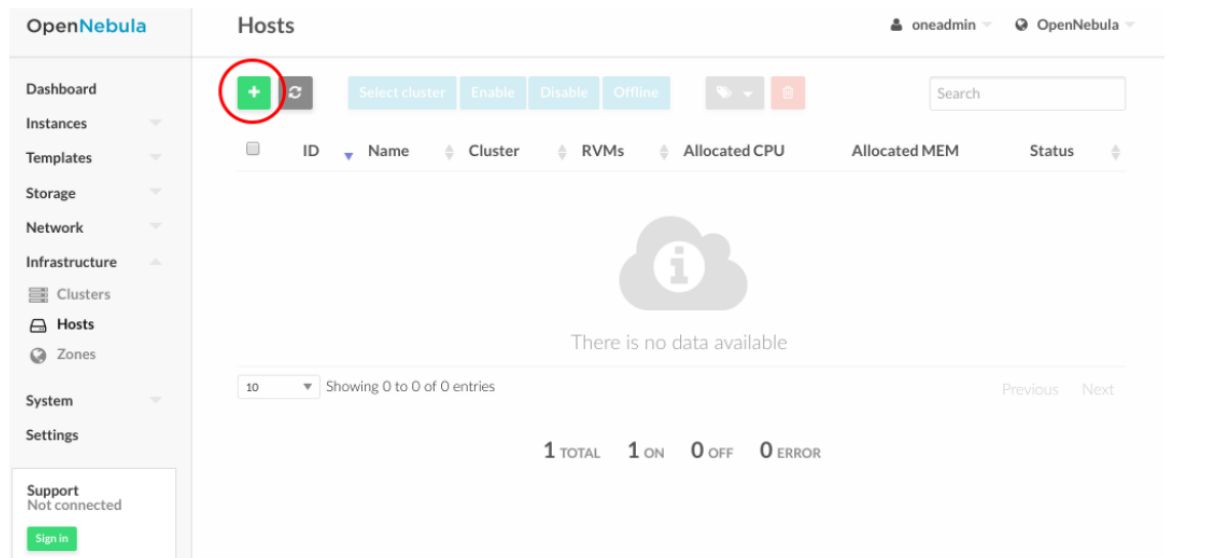 OpenNebula
Hosts
oneadmin
OpenNebula
Dashboard
Instances
Templates
Storage
Network
Infrastructure
Clusters
Hosts
Zones
System
Settings
Support
Not connected
Sign in
+ Select cluster Enable Disable Offline Search
ID Name Cluster RVMs Allocated CPU Allocated MEM Status
There is no data available
10 Showing 0 to 0 of 0 entries Previous Next
1 TOTAL 1 ON 0 OFF 0 ERROR